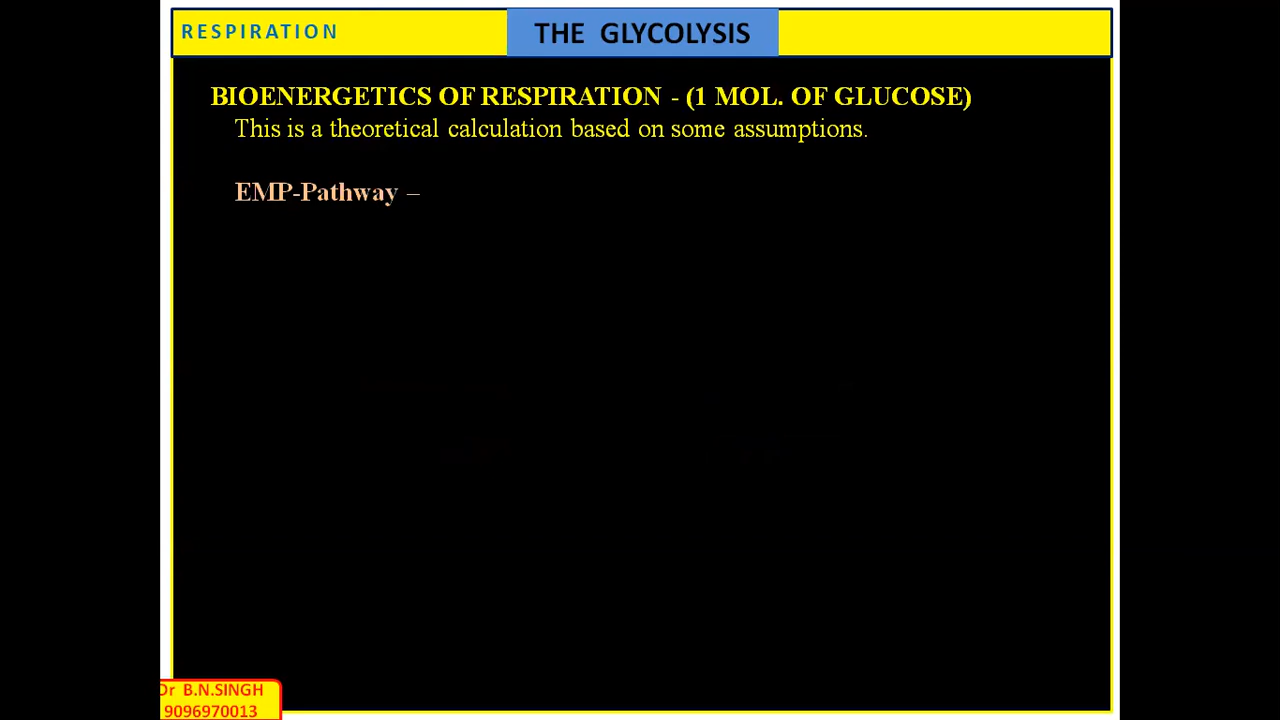 RESPIRATION
THE GLYCOLYSIS
BIOENERGETICS OF RESPIRATION - (1 MOL. OF GLUCOSE)
This is a theoretical calculation based on some assumptions.
EMP-Pathway –
Dr B.N.SINGH
9096970013